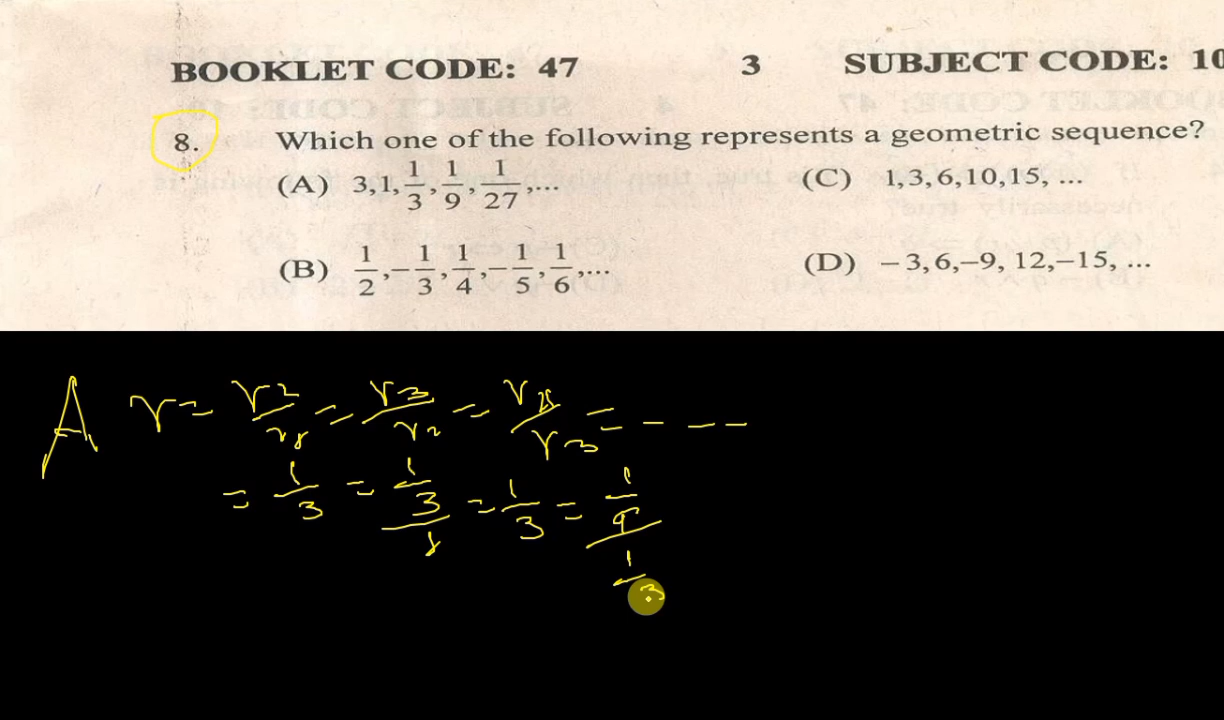 BOOKLET CODE: 47 3 SUBJECT CODE: 10
8. Which one of the following represents a geometric sequence?
(A) 3,1,1/3,1/9,1/27,...
(C) 1,3,6,10,15, ...
(B) 1/2,-1/3,1/4,-1/5,1/6,...
(D) -3,6,-9, 12,-15, ...
A r = r2/r1 = r3/r2 = r4/r3 = - - -
= 1/3 = 1/3/1 = 1/3 = 1/9/1/3